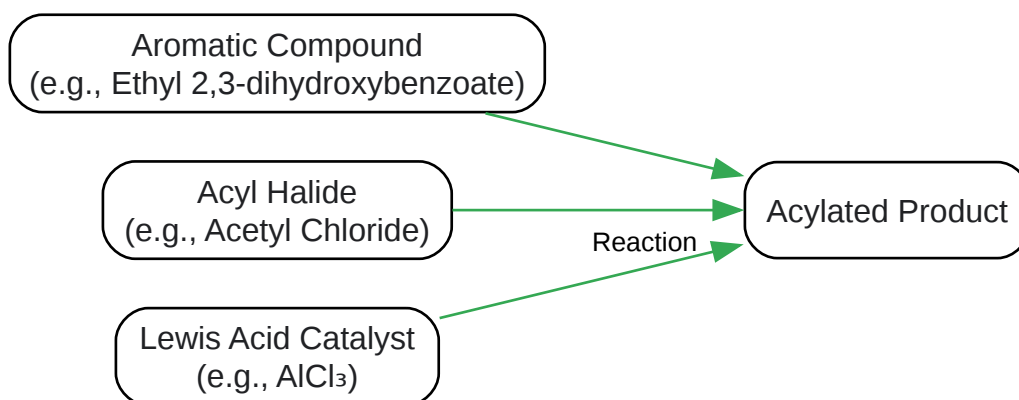 Aromatic Compound
(e.g., Ethyl 2,3-dihydroxybenzoate)
Acyl Halide
(e.g., Acetyl Chloride)
Acylated Product
Reaction
Lewis Acid Catalyst
(e.g., AlCl₃)